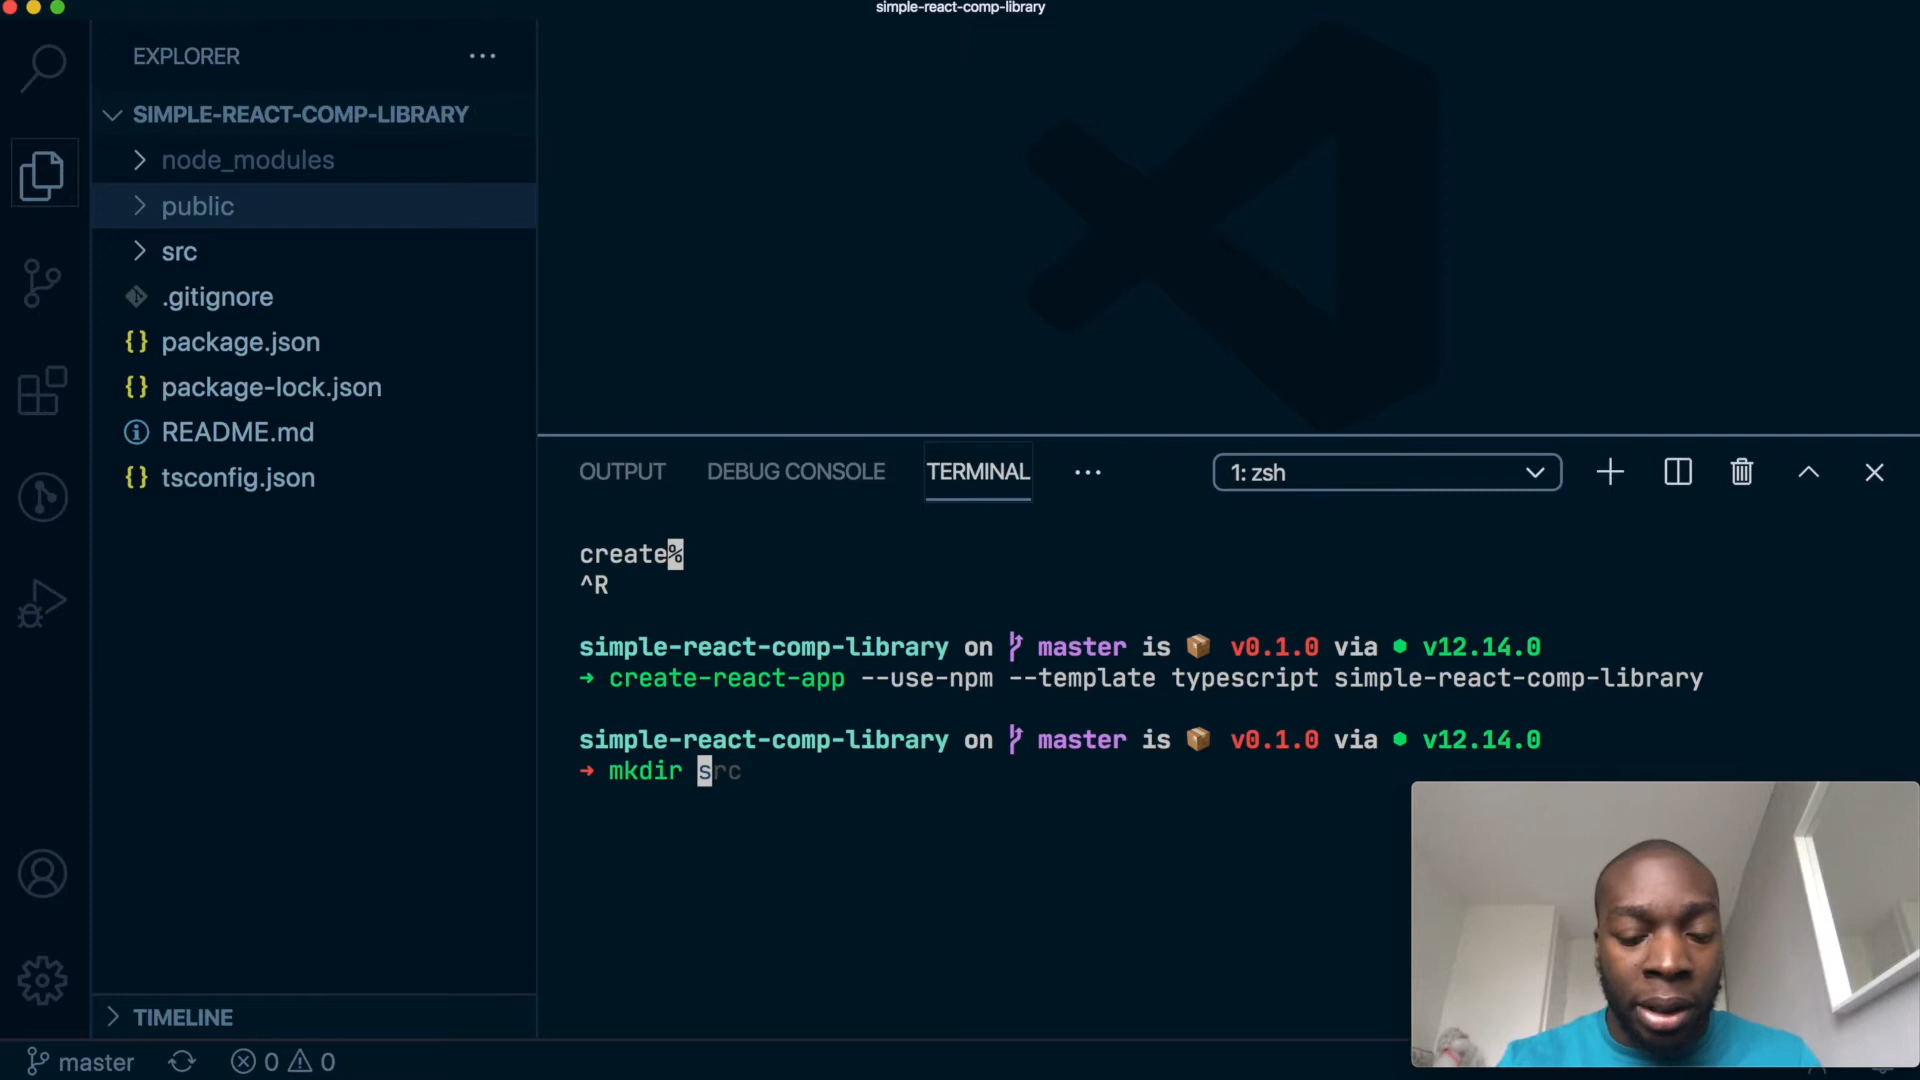 simple-react-comp-library
EXPLORER
SIMPLE-REACT-COMP-LIBRARY
node_modules
public
src
.gitignore
package.json
package-lock.json
README.md
tsconfig.json
TIMELINE
OUTPUT DEBUG CONSOLE TERMINAL 1: zsh
create%
^R
simple-react-comp-library on master is 📦 v0.1.0 via v12.14.0
➜ create-react-app --use-npm --template typescript simple-react-comp-library
simple-react-comp-library on master is 📦 v0.1.0 via v12.14.0
➜ mkdir src
master 0 0